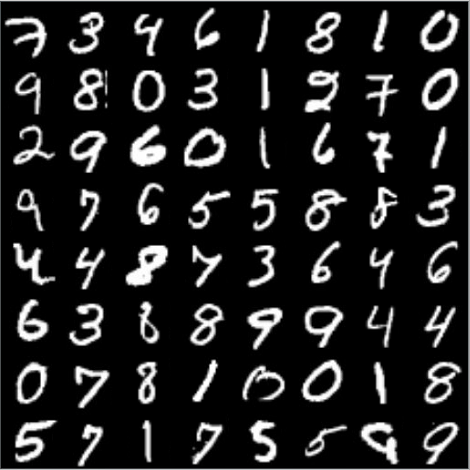 7 3 4 6 1 8 1 0
9 8 0 3 1 2 7 0
2 9 6 0 1 6 7 1
9 7 6 5 5 8 8 3
4 4 8 7 3 6 4 6
6 3 8 8 9 9 4 4
0 7 8 1 0 0 1 8
5 7 1 7 5 5 9 9